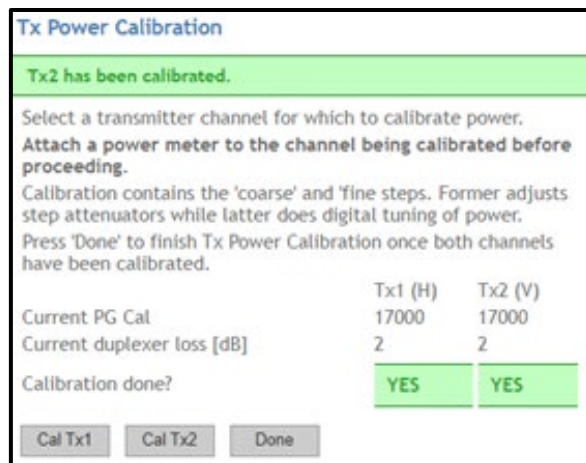 Tx Power Calibration
Tx2 has been calibrated.
Select a transmitter channel for which to calibrate power.
Attach a power meter to the channel being calibrated before
proceeding.
Calibration contains the 'coarse' and 'fine steps. Former adjusts
step attenuators while latter does digital tuning of power.
Press 'Done' to finish Tx Power Calibration once both channels
have been calibrated.
Tx1 (H) Tx2 (V)
Current PG Cal 17000 17000
Current duplexer loss [dB] 2 2
Calibration done? YES YES
Cal Tx1 Cal Tx2 Done